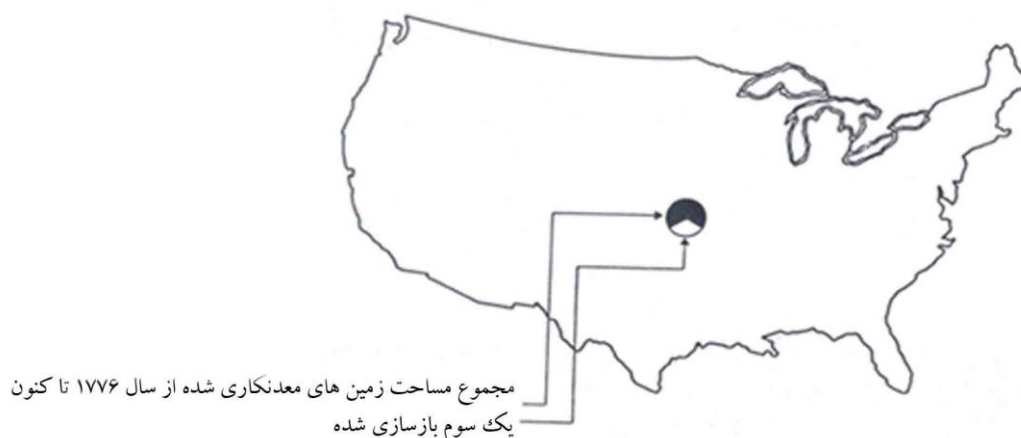 مجموع مساحت زمین های معدنکاری شده از سال ۱۷۷۶ تا کنون
یک سوم بازسازی شده